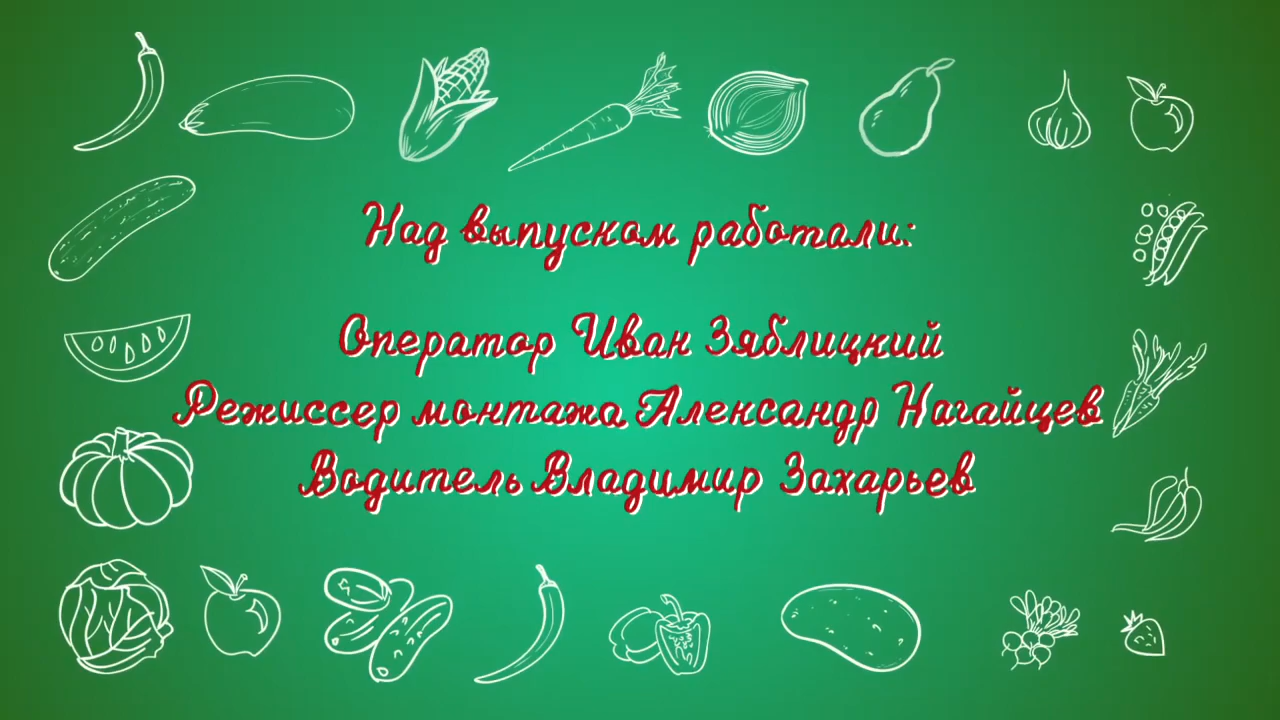 Над выпуском работали:
Оператор Иван Зяблицкий
Режиссер монтажа Александр Нагайцев
Водитель Владимир Захарьев